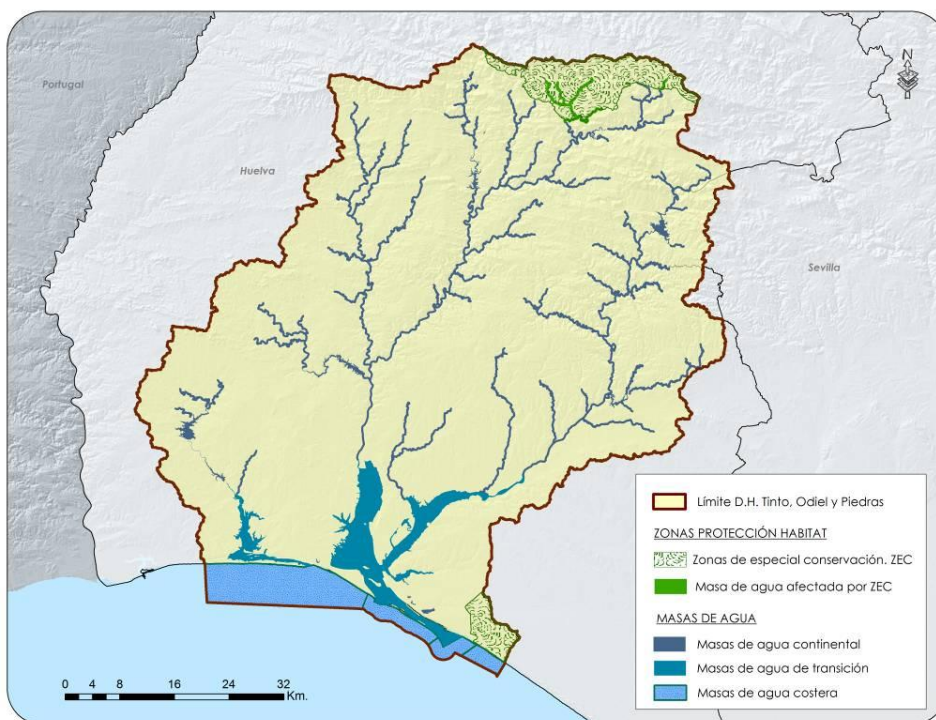 Portugal
N
Huelva
Sevilla
Límite D.H. Tinto, Odiel y Piedras
ZONAS PROTECCIÓN HABITAT
Zonas de especial conservación. ZEC
Masa de agua afectada por ZEC
MASAS DE AGUA
Masas de agua continental
Masas de agua de transición
Masas de agua costera
0 4 8 16 24 32
Km.